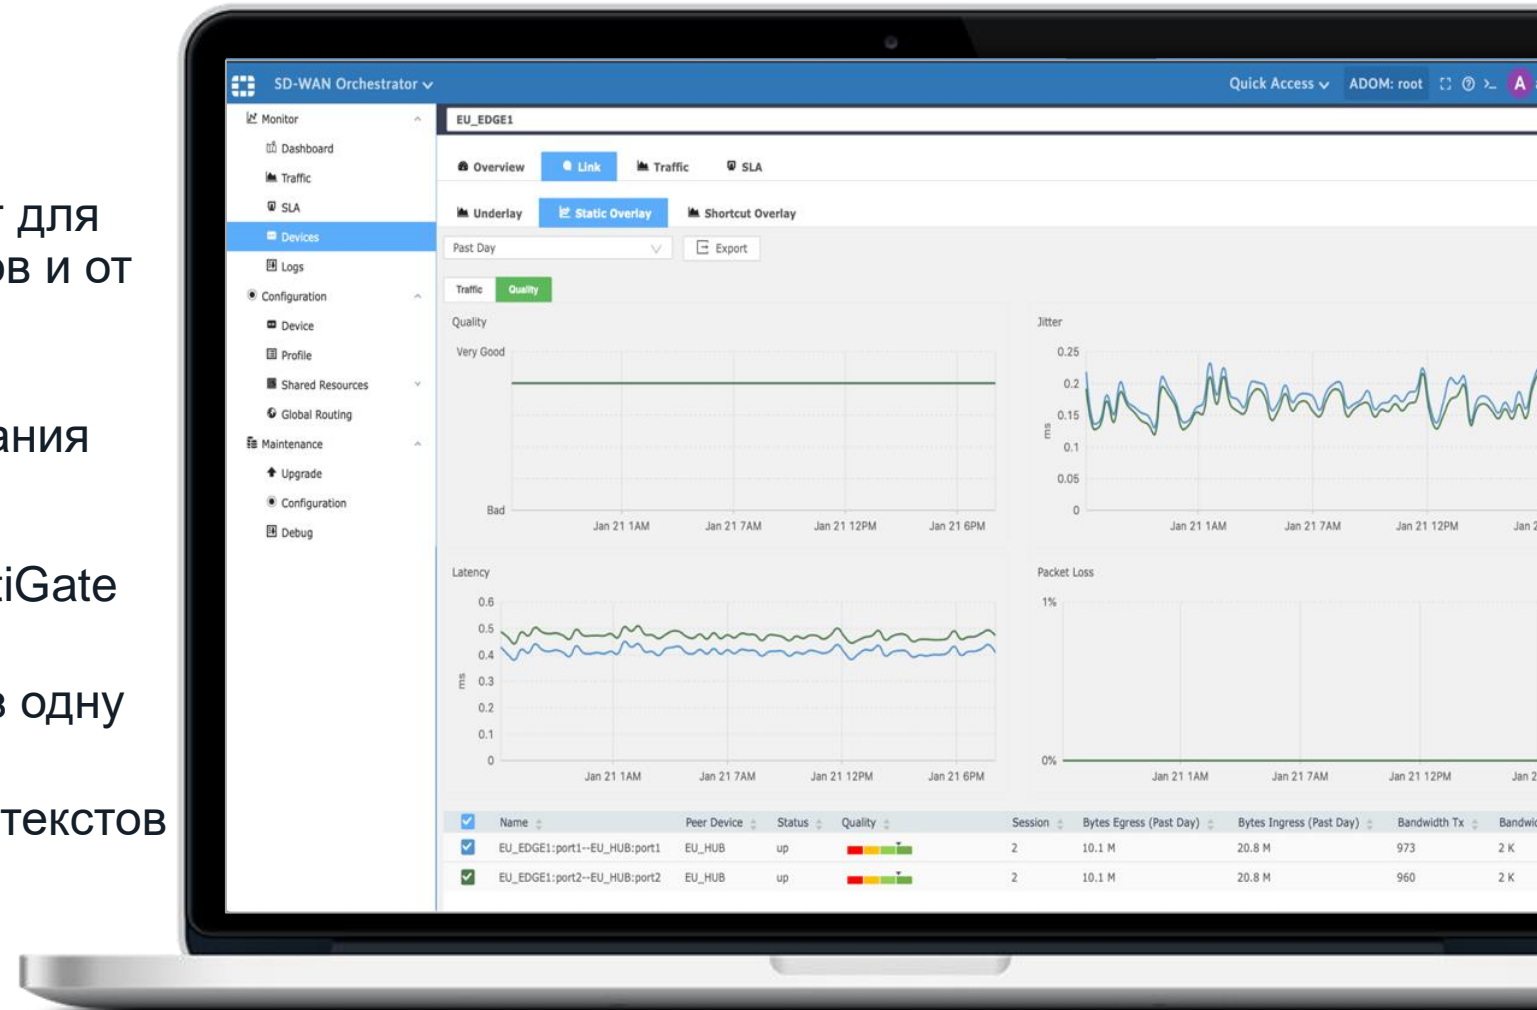 т для
ов и от
ания
tiGate
в одну
текстов
SD-WAN Orchestrator
Quick Access
ADOM: root
A
Monitor
Dashboard
Traffic
SLA
Devices
Logs
Configuration
Device
Profile
Shared Resources
Global Routing
Maintenance
Upgrade
Configuration
Debug
EU_EDGE1
Overview Link Traffic SLA
Underlay Static Overlay Shortcut Overlay
Past Day Export
Traffic Quality
Quality
Very Good
Bad
Jan 21 1AM Jan 21 7AM Jan 21 12PM Jan 21 6PM
Jitter
0.25
0.2
0.15
0.1
0.05
0
ms
Jan 21 1AM Jan 21 7AM Jan 21 12PM Jan 2
Latency
0.6
0.5
0.4
0.3
0.2
0.1
0
ms
Jan 21 1AM Jan 21 7AM Jan 21 12PM Jan 21 6PM
Packet Loss
1%
0%
Jan 21 1AM Jan 21 7AM Jan 21 12PM Jan 2
Name Peer Device Status Quality Session Bytes Egress (Past Day) Bytes Ingress (Past Day) Bandwidth Tx Bandwid
EU_EDGE1:port1--EU_HUB:port1 EU_HUB up 2 10.1 M 20.8 M 973 2 K
EU_EDGE1:port2--EU_HUB:port2 EU_HUB up 2 10.1 M 20.8 M 960 2 K